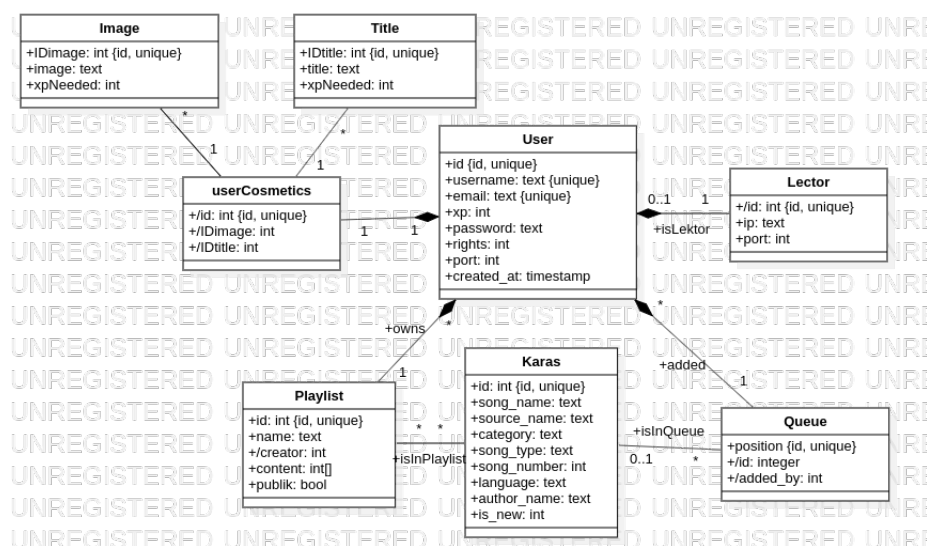 Image
+IDimage: int {id, unique}
+image: text
+xpNeeded: int
Title
+IDtitle: int {id, unique}
+title: text
+xpNeeded: int
*
1
*
1
userCosmetics
+/id: int {id, unique}
+/IDimage: int
+/IDtitle: int
1
1
User
+id {id, unique}
+username: text {unique}
+email: text {unique}
+xp: int
+password: text
+rights: int
+port: int
+created_at: timestamp
0..1
1
+isLektor
Lector
+/id: int {id, unique}
+ip: text
+port: int
+owns
*
1
*
+added
1
Playlist
+id: int {id, unique}
+name: text
+/creator: int
+content: int[]
+publik: bool
*
*
+isInPlaylist
Karas
+id: int {id, unique}
+song_name: text
+source_name: text
+category: text
+song_type: text
+song_number: int
+language: text
+author_name: text
+is_new: int
+isInQueue
0..1
*
Queue
+position {id, unique}
+/id: integer
+/added_by: int
UNREGISTERED